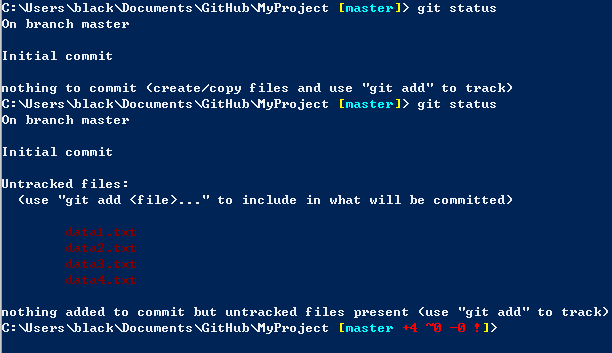 C:\Users\black\Documents\GitHub\MyProject [master]> git status
On branch master
Initial commit
nothing to commit (create/copy files and use "git add" to track)
C:\Users\black\Documents\GitHub\MyProject [master]> git status
On branch master
Initial commit
Untracked files:
(use "git add <file>..." to include in what will be committed)
data1.txt
data2.txt
data3.txt
data4.txt
nothing added to commit but untracked files present (use "git add" to track)
C:\Users\black\Documents\GitHub\MyProject [master +4 ~0 -0 !]>